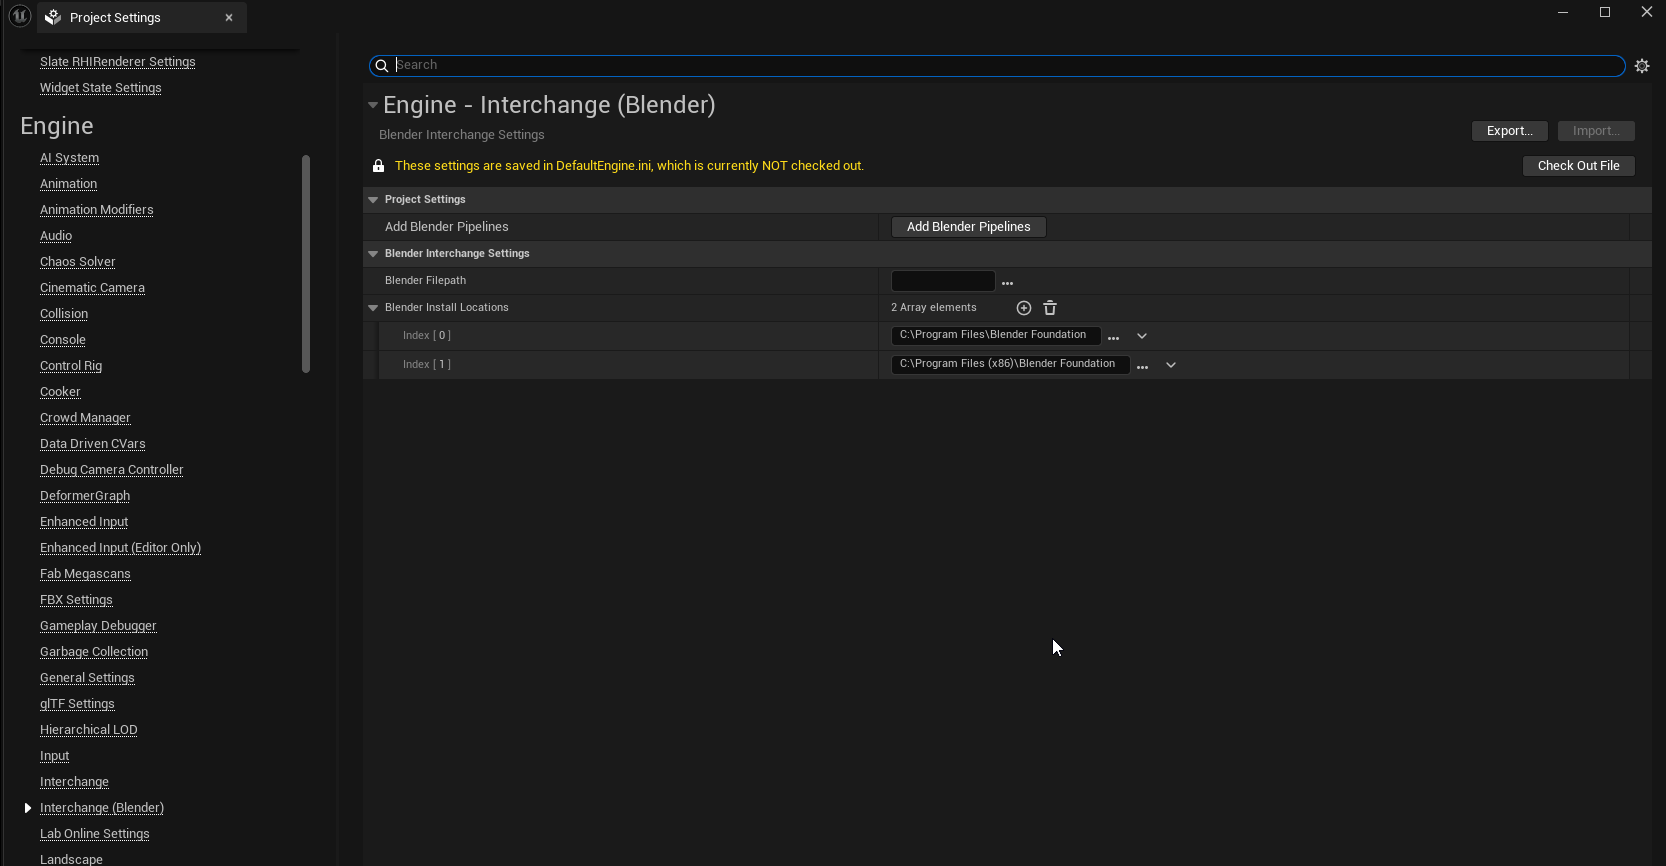 Project Settings
Slate RHIRenderer Settings
Widget State Settings
Engine
AI System
Animation
Animation Modifiers
Audio
Chaos Solver
Cinematic Camera
Collision
Console
Control Rig
Cooker
Crowd Manager
Data Driven CVars
Debug Camera Controller
DeformerGraph
Enhanced Input
Enhanced Input (Editor Only)
Fab Megascans
FBX Settings
Gameplay Debugger
Garbage Collection
General Settings
glTF Settings
Hierarchical LOD
Input
Interchange
Interchange (Blender)
Lab Online Settings
Landscape
Search
Engine - Interchange (Blender)
Blender Interchange Settings
Export...
Import...
These settings are saved in DefaultEngine.ini, which is currently NOT checked out.
Check Out File
Project Settings
Add Blender Pipelines
Add Blender Pipelines
Blender Interchange Settings
Blender Filepath
...
Blender Install Locations
2 Array elements
Index [ 0 ]
C:\Program Files\Blender Foundation
...
Index [ 1 ]
C:\Program Files (x86)\Blender Foundation
...